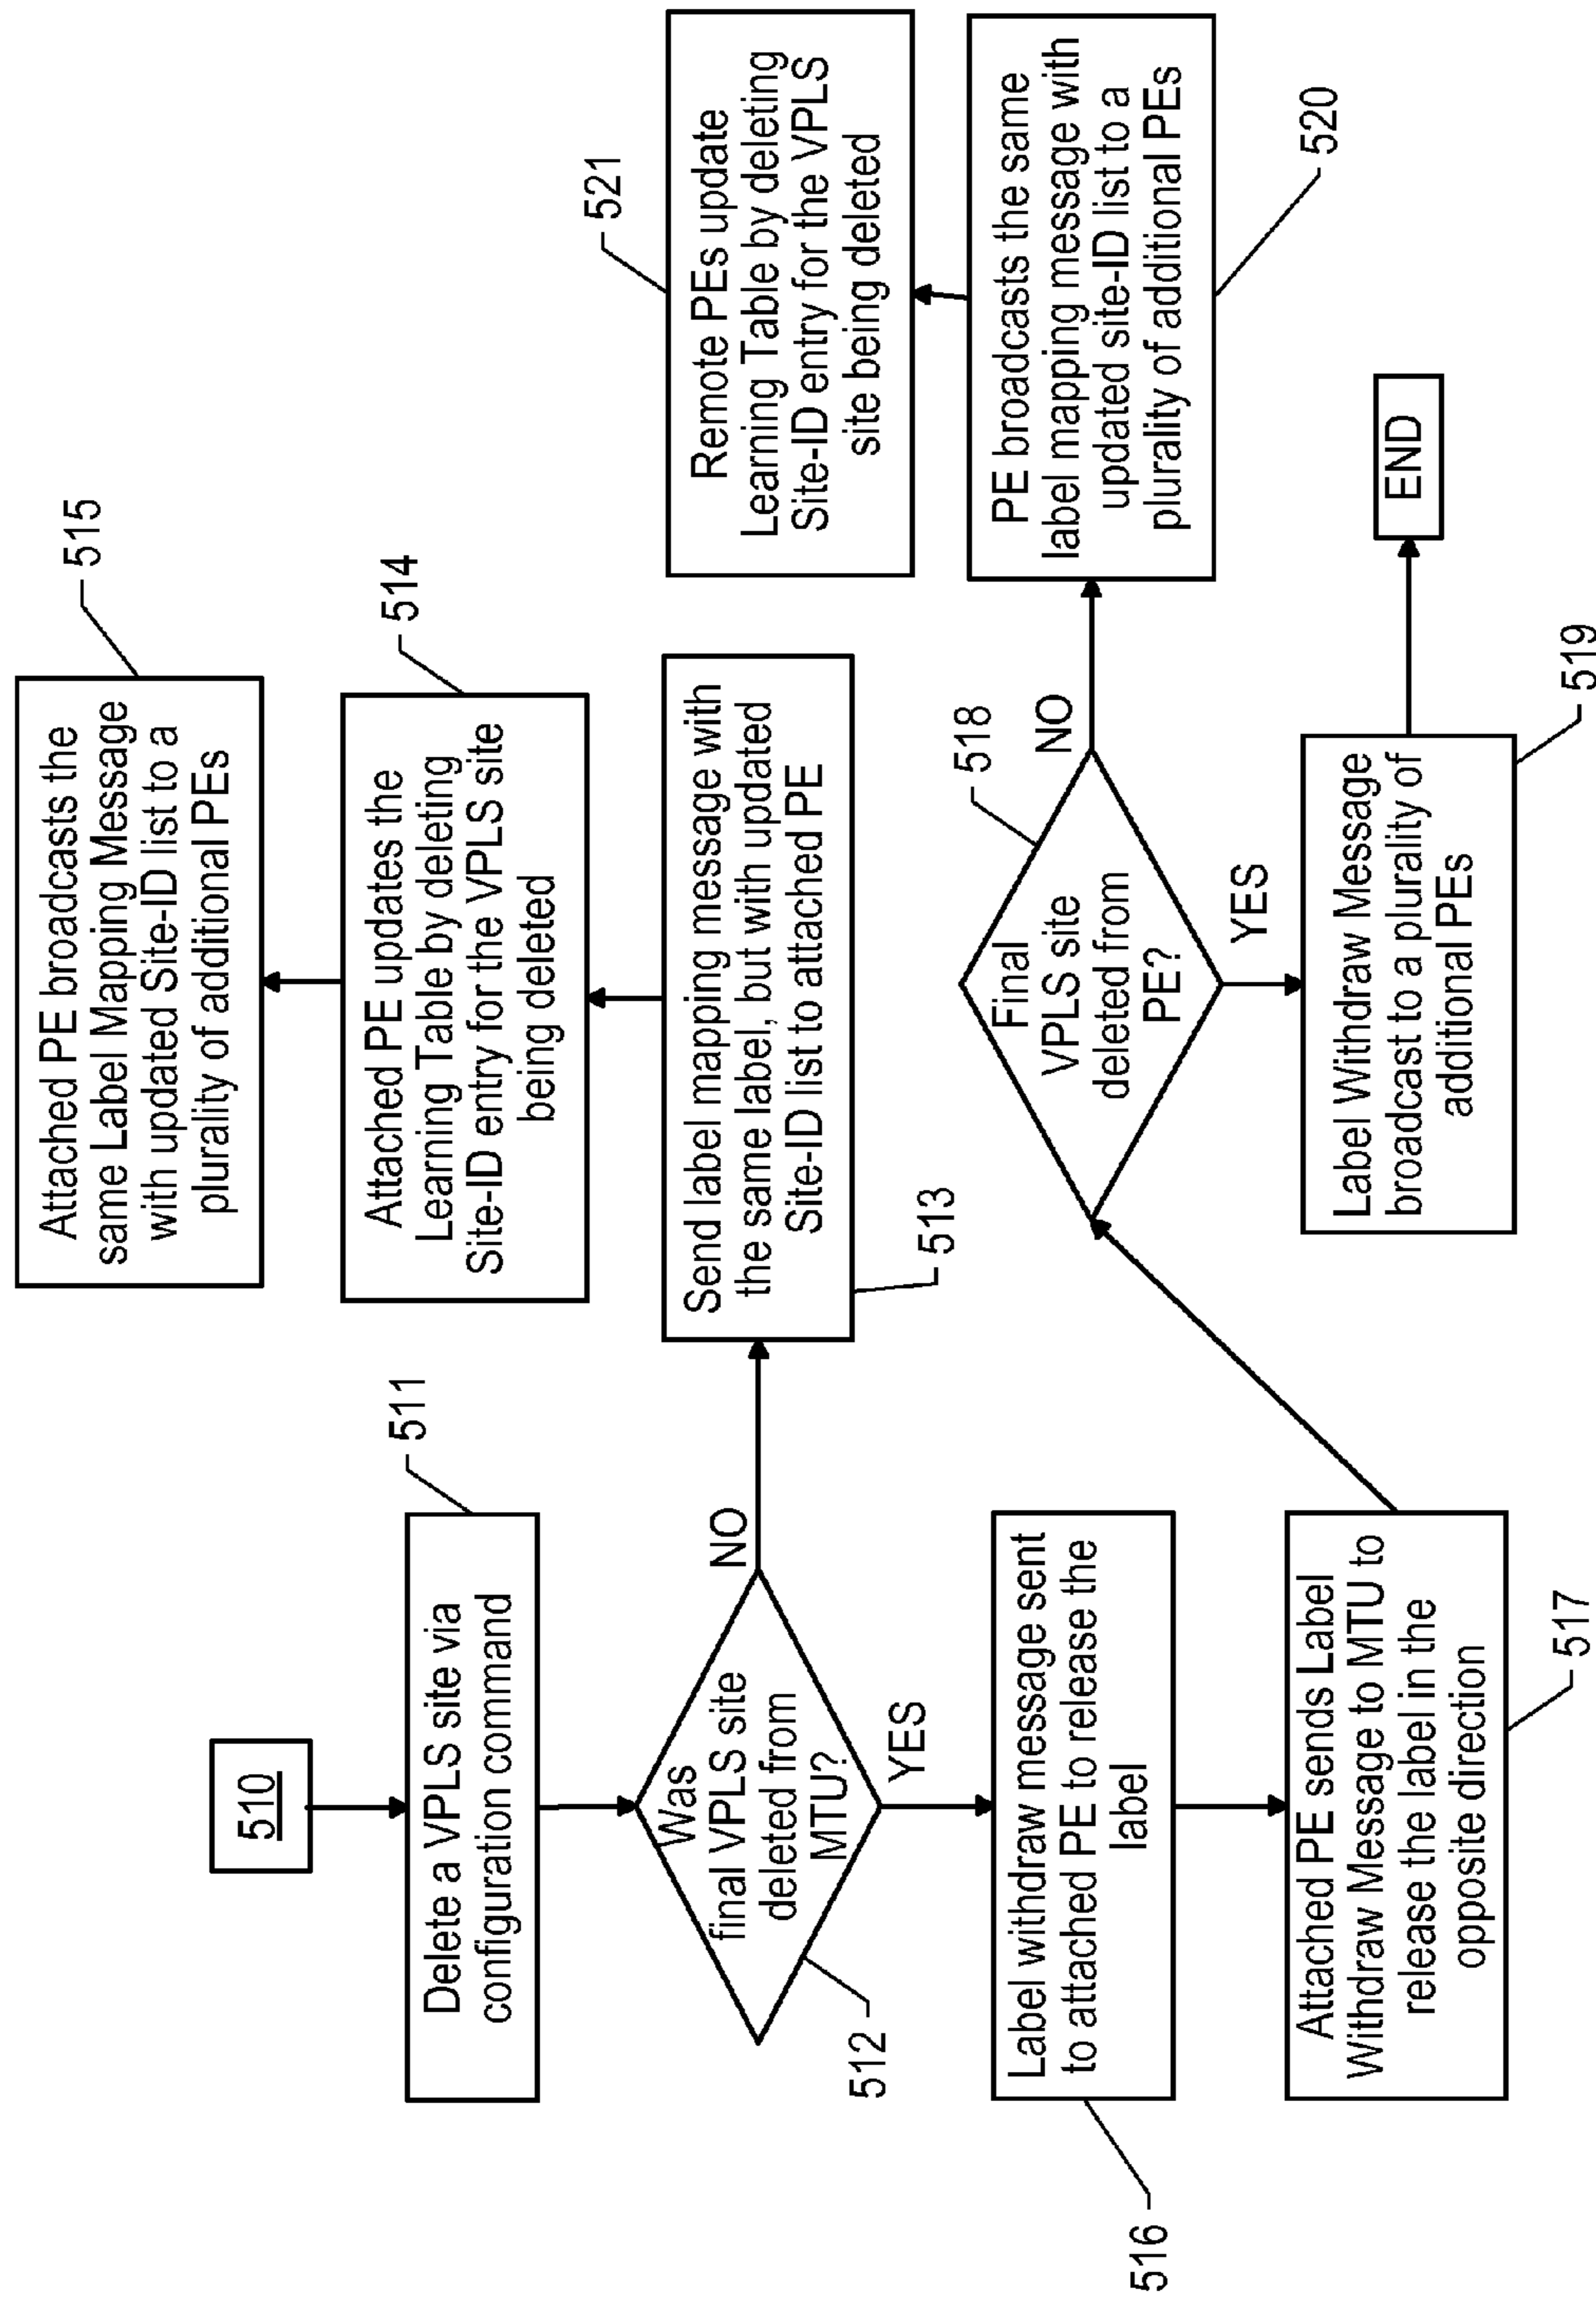 510
Delete a VPLS site via
configuration command
511
Was
final VPLS site
deleted from
MTU?
512
NO
YES
Send label mapping message with
the same label, but with updated
Site-ID list to attached PE
513
Attached PE updates the
Learning Table by deleting
Site-ID entry for the VPLS site
being deleted
514
Attached PE broadcasts the
same Label Mapping Message
with updated Site-ID list to a
plurality of additional PEs
515
Label withdraw message sent
to attached PE to release the
label
516
Attached PE sends Label
Withdraw Message to MTU to
release the label in the
opposite direction
517
Final
VPLS site
deleted from
PE?
518
NO
YES
Label Withdraw Message
broadcast to a plurality of
additional PEs
519
END
PE broadcasts the same
label mapping message with
updated site-ID list to a
plurality of additional PEs
520
Remote PEs update
Learning Table by deleting
Site-ID entry for the VPLS
site being deleted
521